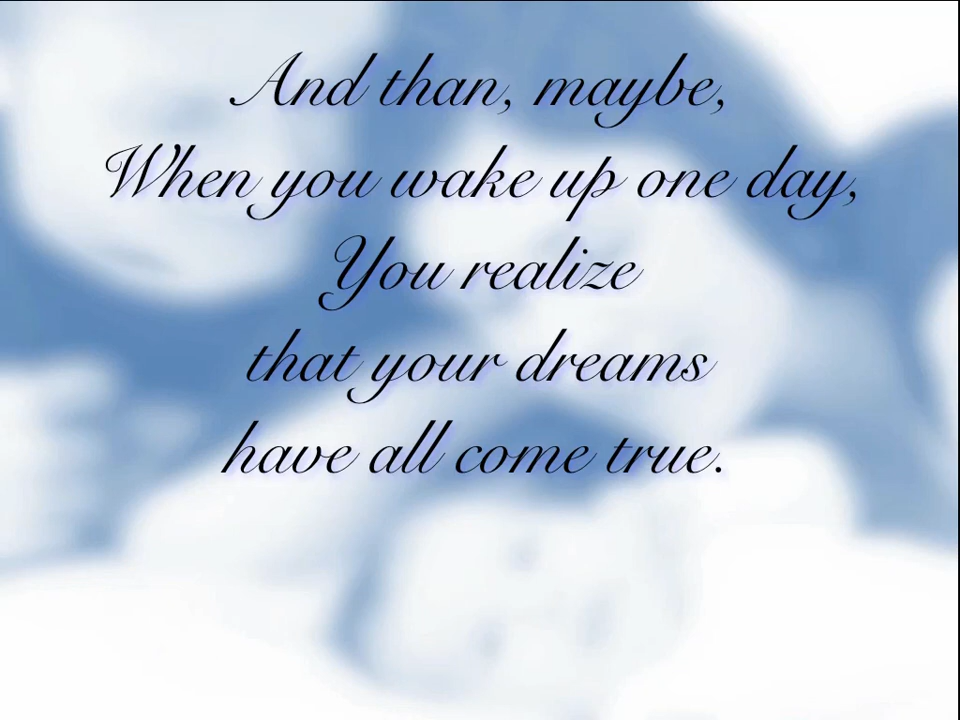 And than, maybe,
When you wake up one day,
You realize
that your dreams
have all come true.